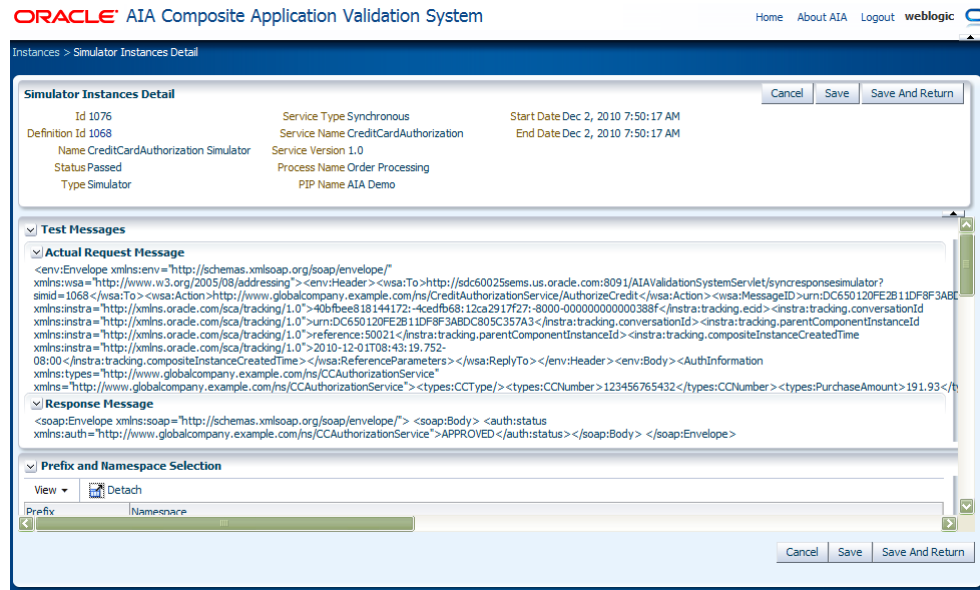 ORACLE AIA Composite Application Validation System
Home About AIA Logout weblogic
Instances > Simulator Instances Detail
Simulator Instances Detail
Cancel Save Save And Return
Id 1076 Service Type Synchronous Start Date Dec 2, 2010 7:50:17 AM
Definition Id 1068 Service Name CreditCardAuthorization End Date Dec 2, 2010 7:50:17 AM
Name CreditCardAuthorization Simulator Service Version 1.0
Status Passed Process Name Order Processing
Type Simulator PIP Name AIA Demo
Test Messages
Actual Request Message
<env:Envelope xmlns:env="http://schemas.xmlsoap.org/soap/envelope/"
xmlns:wsa="http://www.w3.org/2005/08/addressing"><env:Header><wsa:To>http://sdc60025sems.us.oracle.com:8091/AIAValidationSystemServlet/syncresponsesimulator?
simid=1068</wsa:To><wsa:Action>http://www.globalcompany.example.com/ns/CreditAuthorizationService/AuthorizeCredit</wsa:Action><wsa:MessageID>urn:DC650120FE2B11DF8F3ABD
xmlns:instra="http://xmlns.oracle.com/sca/tracking/1.0">40bfbee818144172:-4cedfb68:12ca2917f27:-8000-000000000000388f</instra:tracking.ecid><instra:tracking.conversationId
xmlns:instra="http://xmlns.oracle.com/sca/tracking/1.0">urn:DC650120FE2B11DF8F3ABDC805C357A3</instra:tracking.conversationId><instra:tracking.parentComponentInstanceId
xmlns:instra="http://xmlns.oracle.com/sca/tracking/1.0">reference:50021</instra:tracking.parentComponentInstanceId><instra:tracking.compositeInstanceCreatedTime
xmlns:instra="http://xmlns.oracle.com/sca/tracking/1.0">2010-12-01T08:43:19.752-
08:00</instra:tracking.compositeInstanceCreatedTime></wsa:ReferenceParameters></wsa:ReplyTo></env:Header><env:Body><AuthInformation
xmlns:types="http://www.globalcompany.example.com/ns/CCAuthorizationService"
xmlns="http://www.globalcompany.example.com/ns/CCAuthorizationService"><types:CCType/><types:CCNumber>123456765432</types:CCNumber><types:PurchaseAmount>191.93</ty
Response Message
<soap:Envelope xmlns:soap="http://schemas.xmlsoap.org/soap/envelope/"> <soap:Body> <auth:status
xmlns:auth="http://www.globalcompany.example.com/ns/CCAuthorizationService">APPROVED</auth:status></soap:Body> </soap:Envelope>
Prefix and Namespace Selection
View Detach
Prefix Namespace
Cancel Save Save And Return